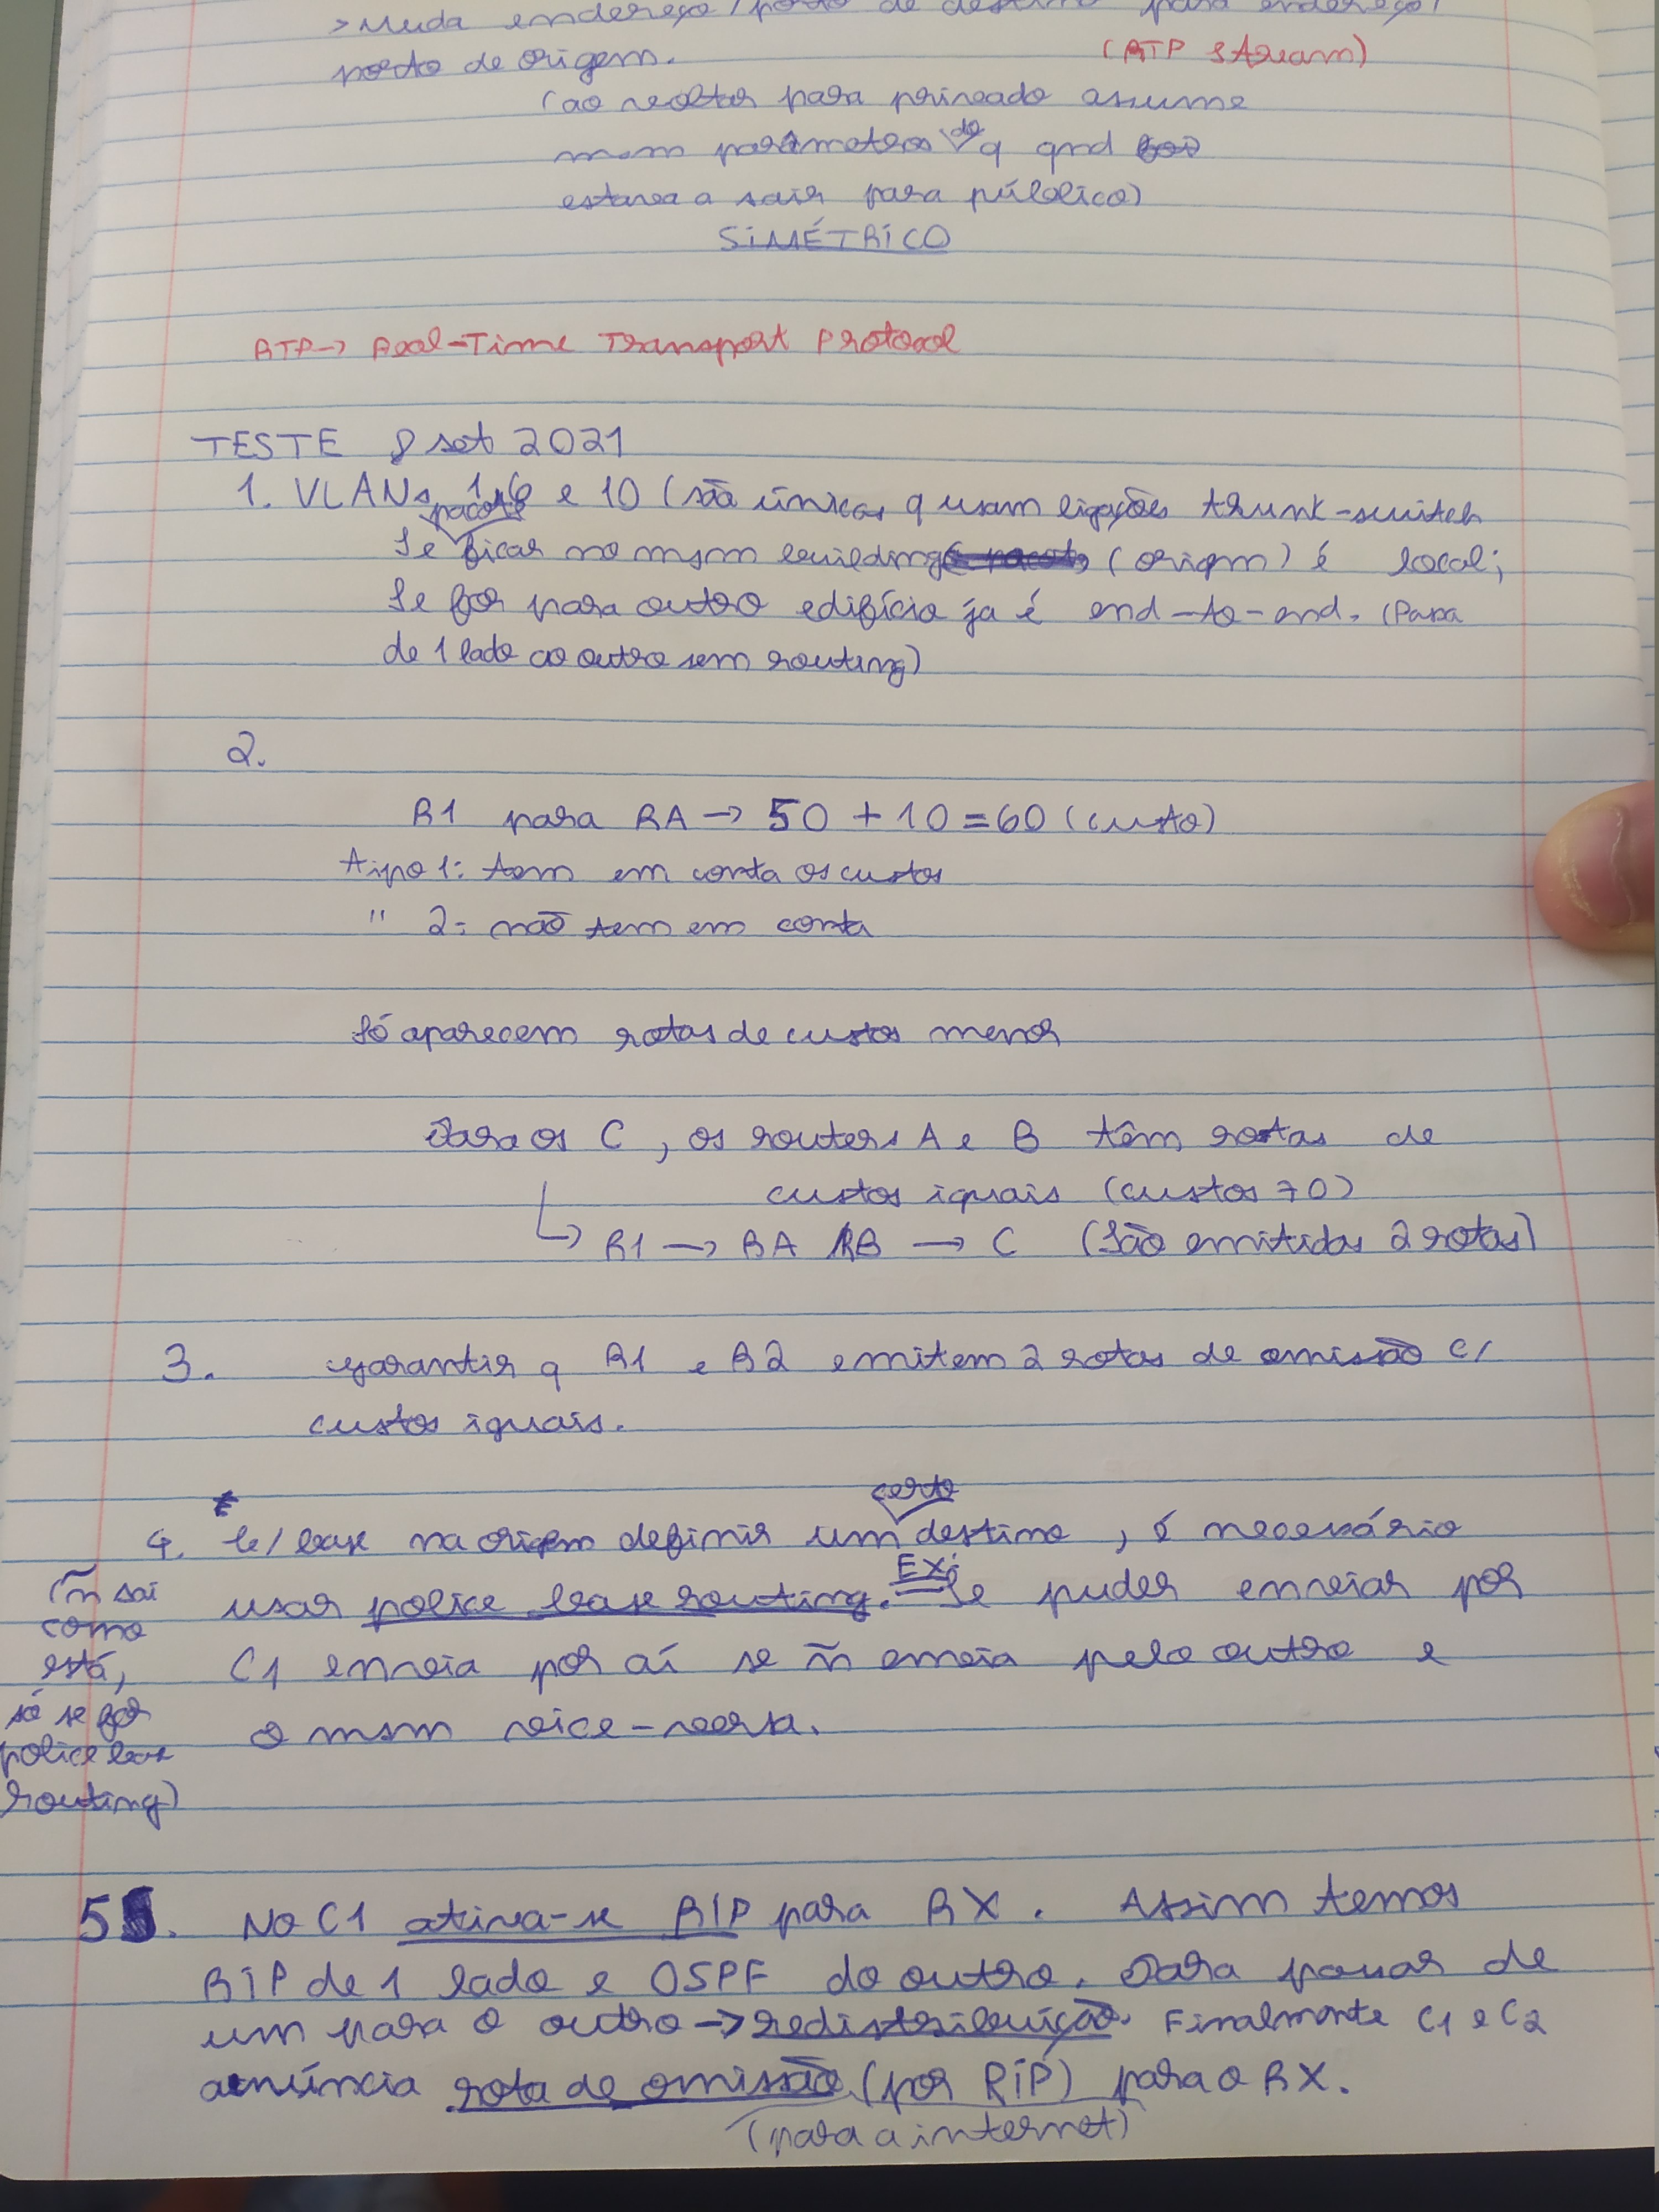 > Muda endereço/porto de destino para endereço/
porto de origem. (RTP Stream)
(ao voltar para privado assume
msm parâmetros do q qnd foi
estava a sair para público)
SIMÉTRICO
RTP → Real-Time Transport Protocol
TESTE 8 set 2021
1. VLANs 1, 6 e 10 (são únicas q usam ligações trunk-switch
Se pacote ficar no msm building (origem) é local;
Se for para outro edifício já é end-to-end. (Passa
de 1 lado ao outro sem routing)
2.
R1 para RA → 50 + 10 = 60 (custo)
tipo 1: tem em conta os custos
" 2: não tem em conta
Só aparecem rotas de custos menor
Para os C, os routers A e B têm rotas de
custos iguais (custos 70)
↳ R1 → RA / RB → C (São emitidas 2 rotas)
3. garantir q R1 e R2 emitem 2 rotas de omissão c/
custos iguais.
4. C/ base na origem definir um certo destino, é necessário
usar police base routing. EX: Se puder enviar por
C1 envia por aí se ñ envia pelo outro e
o msm vice-versa.
(ñ sai
como
está,
só se for
police base
routing)
5. No C1 ativa-se RIP para RX. Assim temos
RIP de 1 lado e OSPF do outro. Para passar de
um para o outro → redistribuição. Finalmente C1 e C2
anúncia rota de omissão (por RIP) para o RX.
(para a internet)